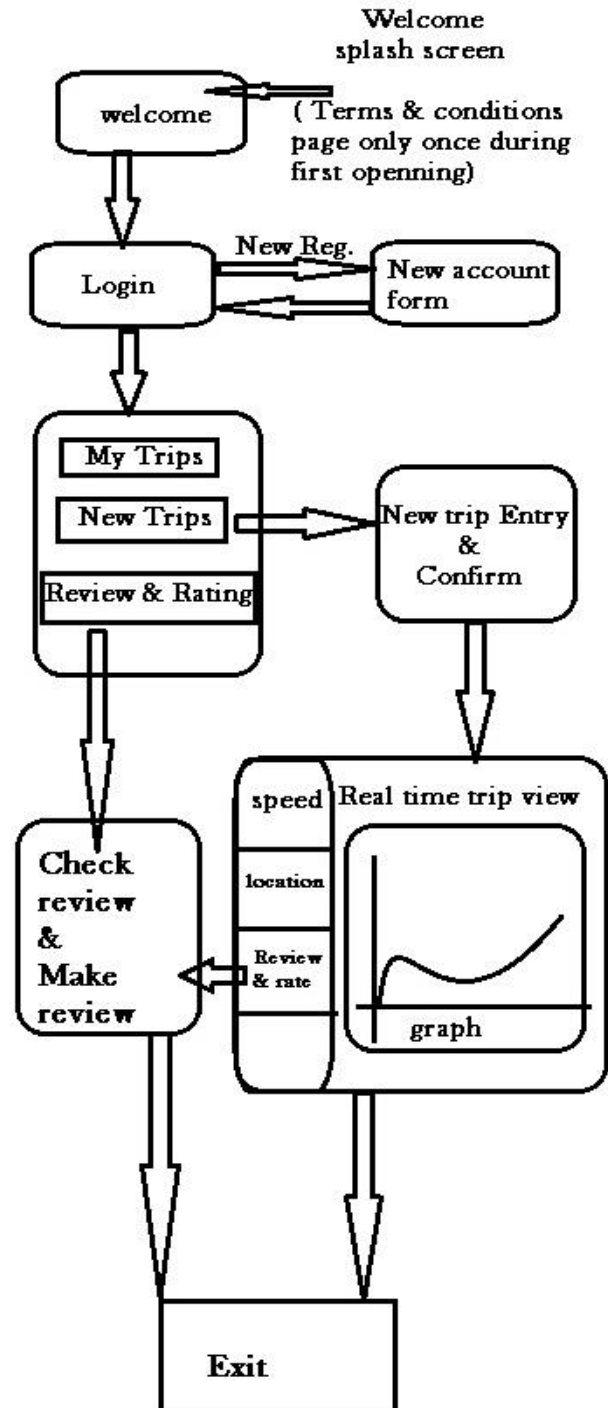 Welcome
splash screen
( Terms & conditions
page only once during
first openning)
welcome
New Reg.
Login
New account
form
My Trips
New Trips
Review & Rating
New trip Entry
&
Confirm
speed
Real time trip view
location
Review
& rate
graph
Check
review
&
Make
review
Exit